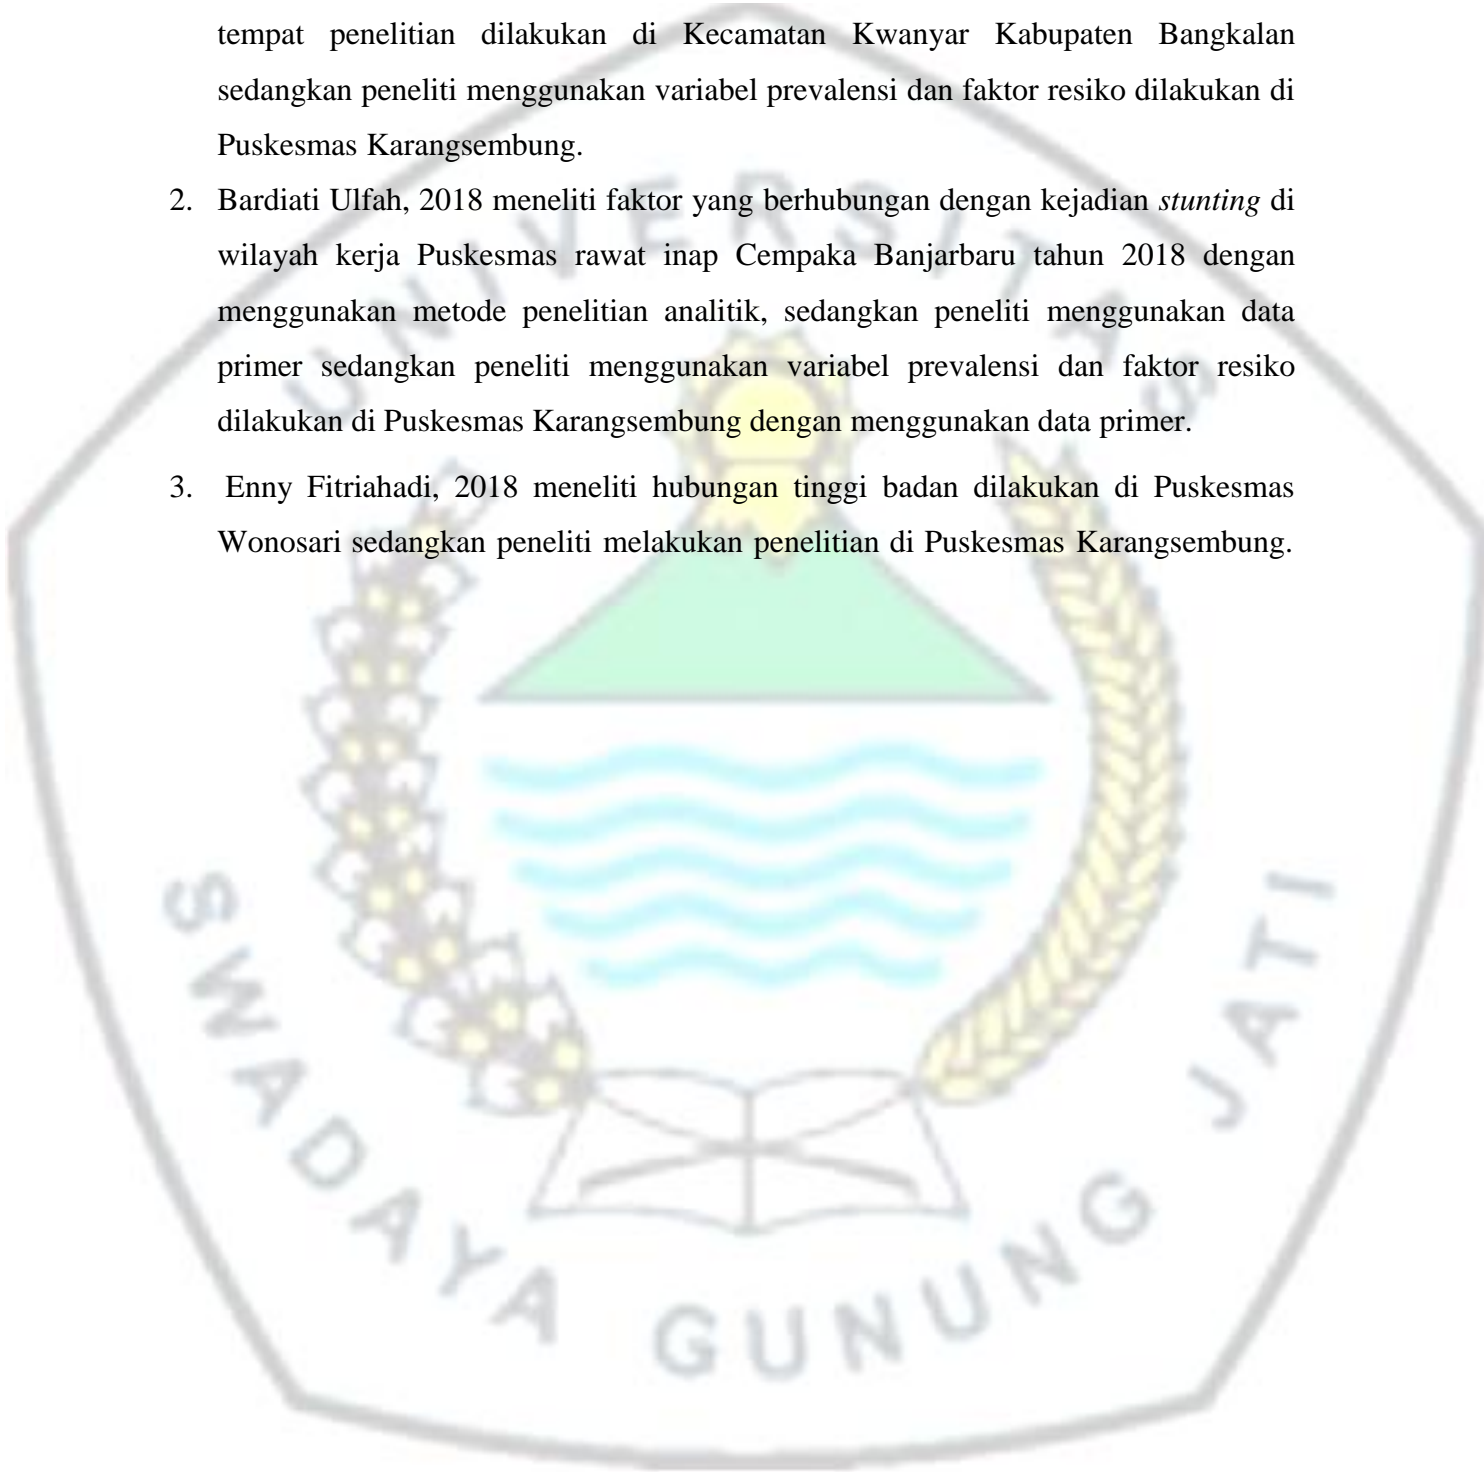 tempat penelitian dilakukan di Kecamatan Kwanyar Kabupaten Bangkalan
sedangkan peneliti menggunakan variabel prevalensi dan faktor resiko dilakukan di
Puskesmas Karangsembung.
2. Bardiati Ulfah, 2018 meneliti faktor yang berhubungan dengan kejadian stunting di
wilayah kerja Puskesmas rawat inap Cempaka Banjarbaru tahun 2018 dengan
menggunakan metode penelitian analitik, sedangkan peneliti menggunakan data
primer sedangkan peneliti menggunakan variabel prevalensi dan faktor resiko
dilakukan di Puskesmas Karangsembung dengan menggunakan data primer.
3. Enny Fitriahadi, 2018 meneliti hubungan tinggi badan dilakukan di Puskesmas
Wonosari sedangkan peneliti melakukan penelitian di Puskesmas Karangsembung.
UNIVERSITAS
SWADAYA GUNUNG JATI